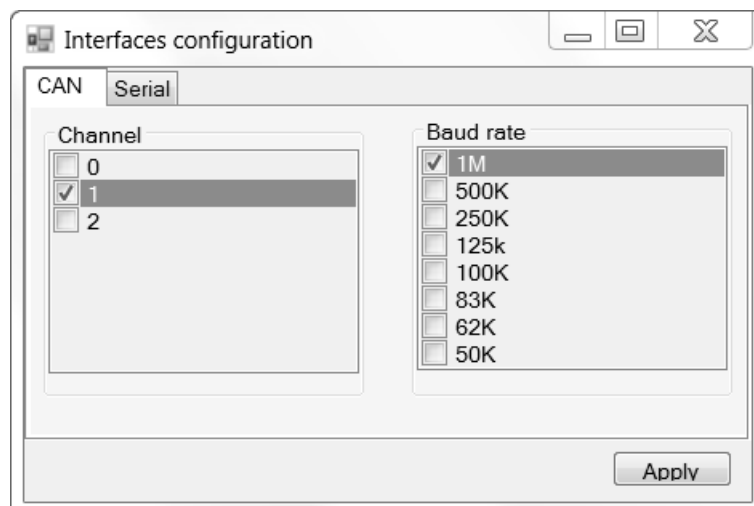 Interfaces configuration
CAN
Serial
Channel
0
1
2
Baud rate
1M
500K
250K
125k
100K
83K
62K
50K
Apply